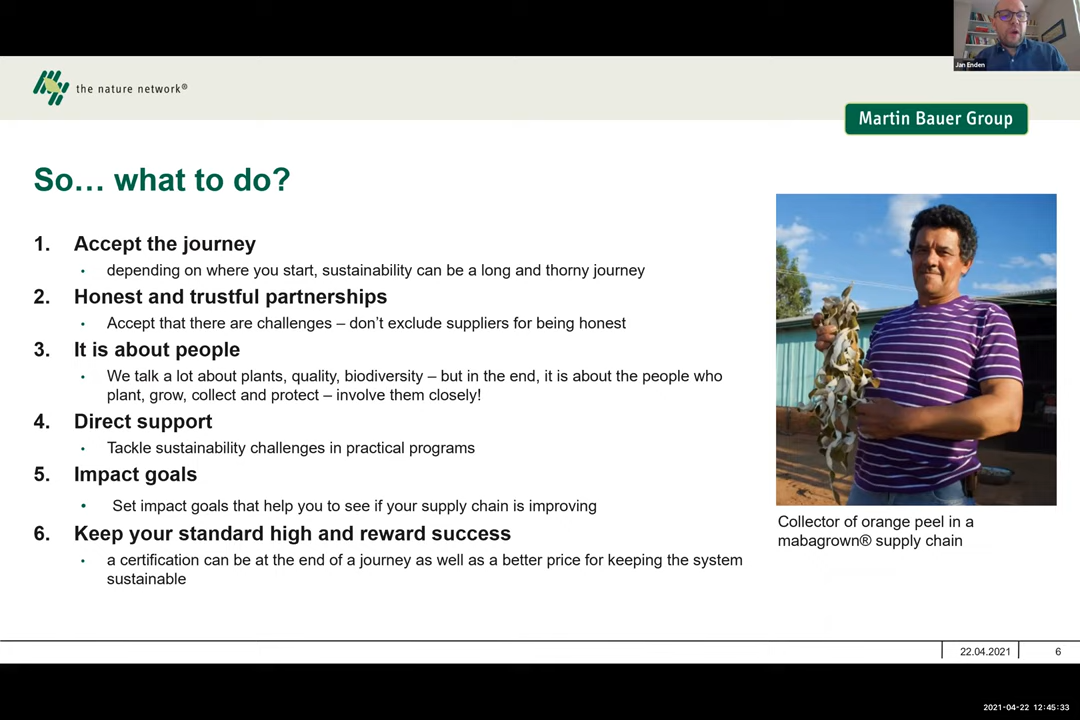 Jan Enden
the nature network®
Martin Bauer Group
So… what to do?
1. Accept the journey
• depending on where you start, sustainability can be a long and thorny journey
2. Honest and trustful partnerships
• Accept that there are challenges – don’t exclude suppliers for being honest
3. It is about people
• We talk a lot about plants, quality, biodiversity – but in the end, it is about the people who
plant, grow, collect and protect – involve them closely!
4. Direct support
• Tackle sustainability challenges in practical programs
5. Impact goals
• Set impact goals that help you to see if your supply chain is improving
6. Keep your standard high and reward success
• a certification can be at the end of a journey as well as a better price for keeping the system
sustainable
Collector of orange peel in a
mabagrown® supply chain
22.04.2021
6
2021-04-22 12:45:33